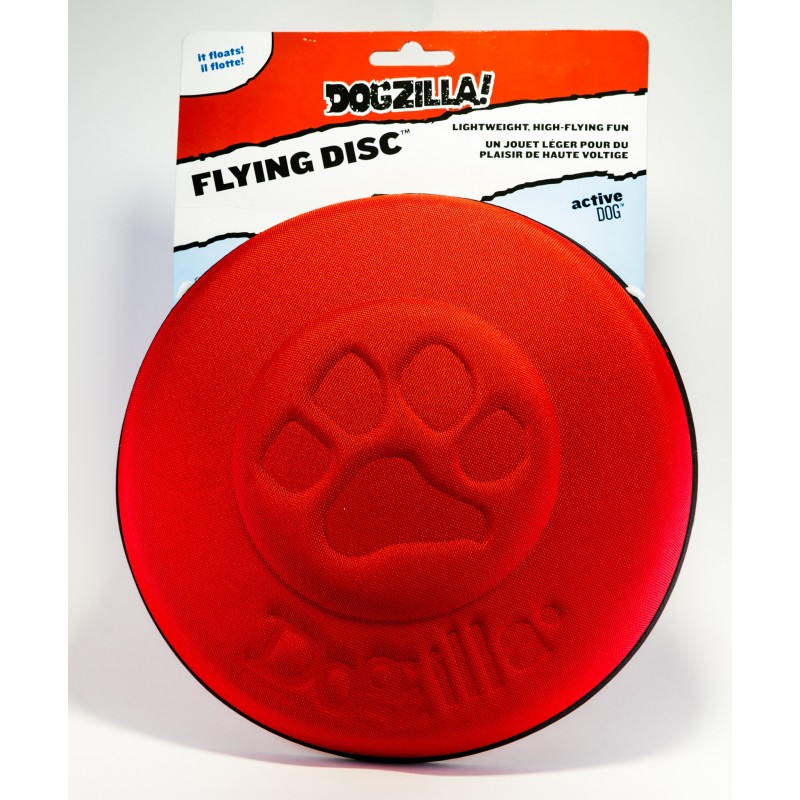 it floats!
il flotte!
DOGZILLA!
FLYING DISC™
LIGHTWEIGHT, HIGH-FLYING FUN
UN JOUET LÉGER POUR DU
PLAISIR DE HAUTE VOLTIGE
active
DOG™
Dogzilla